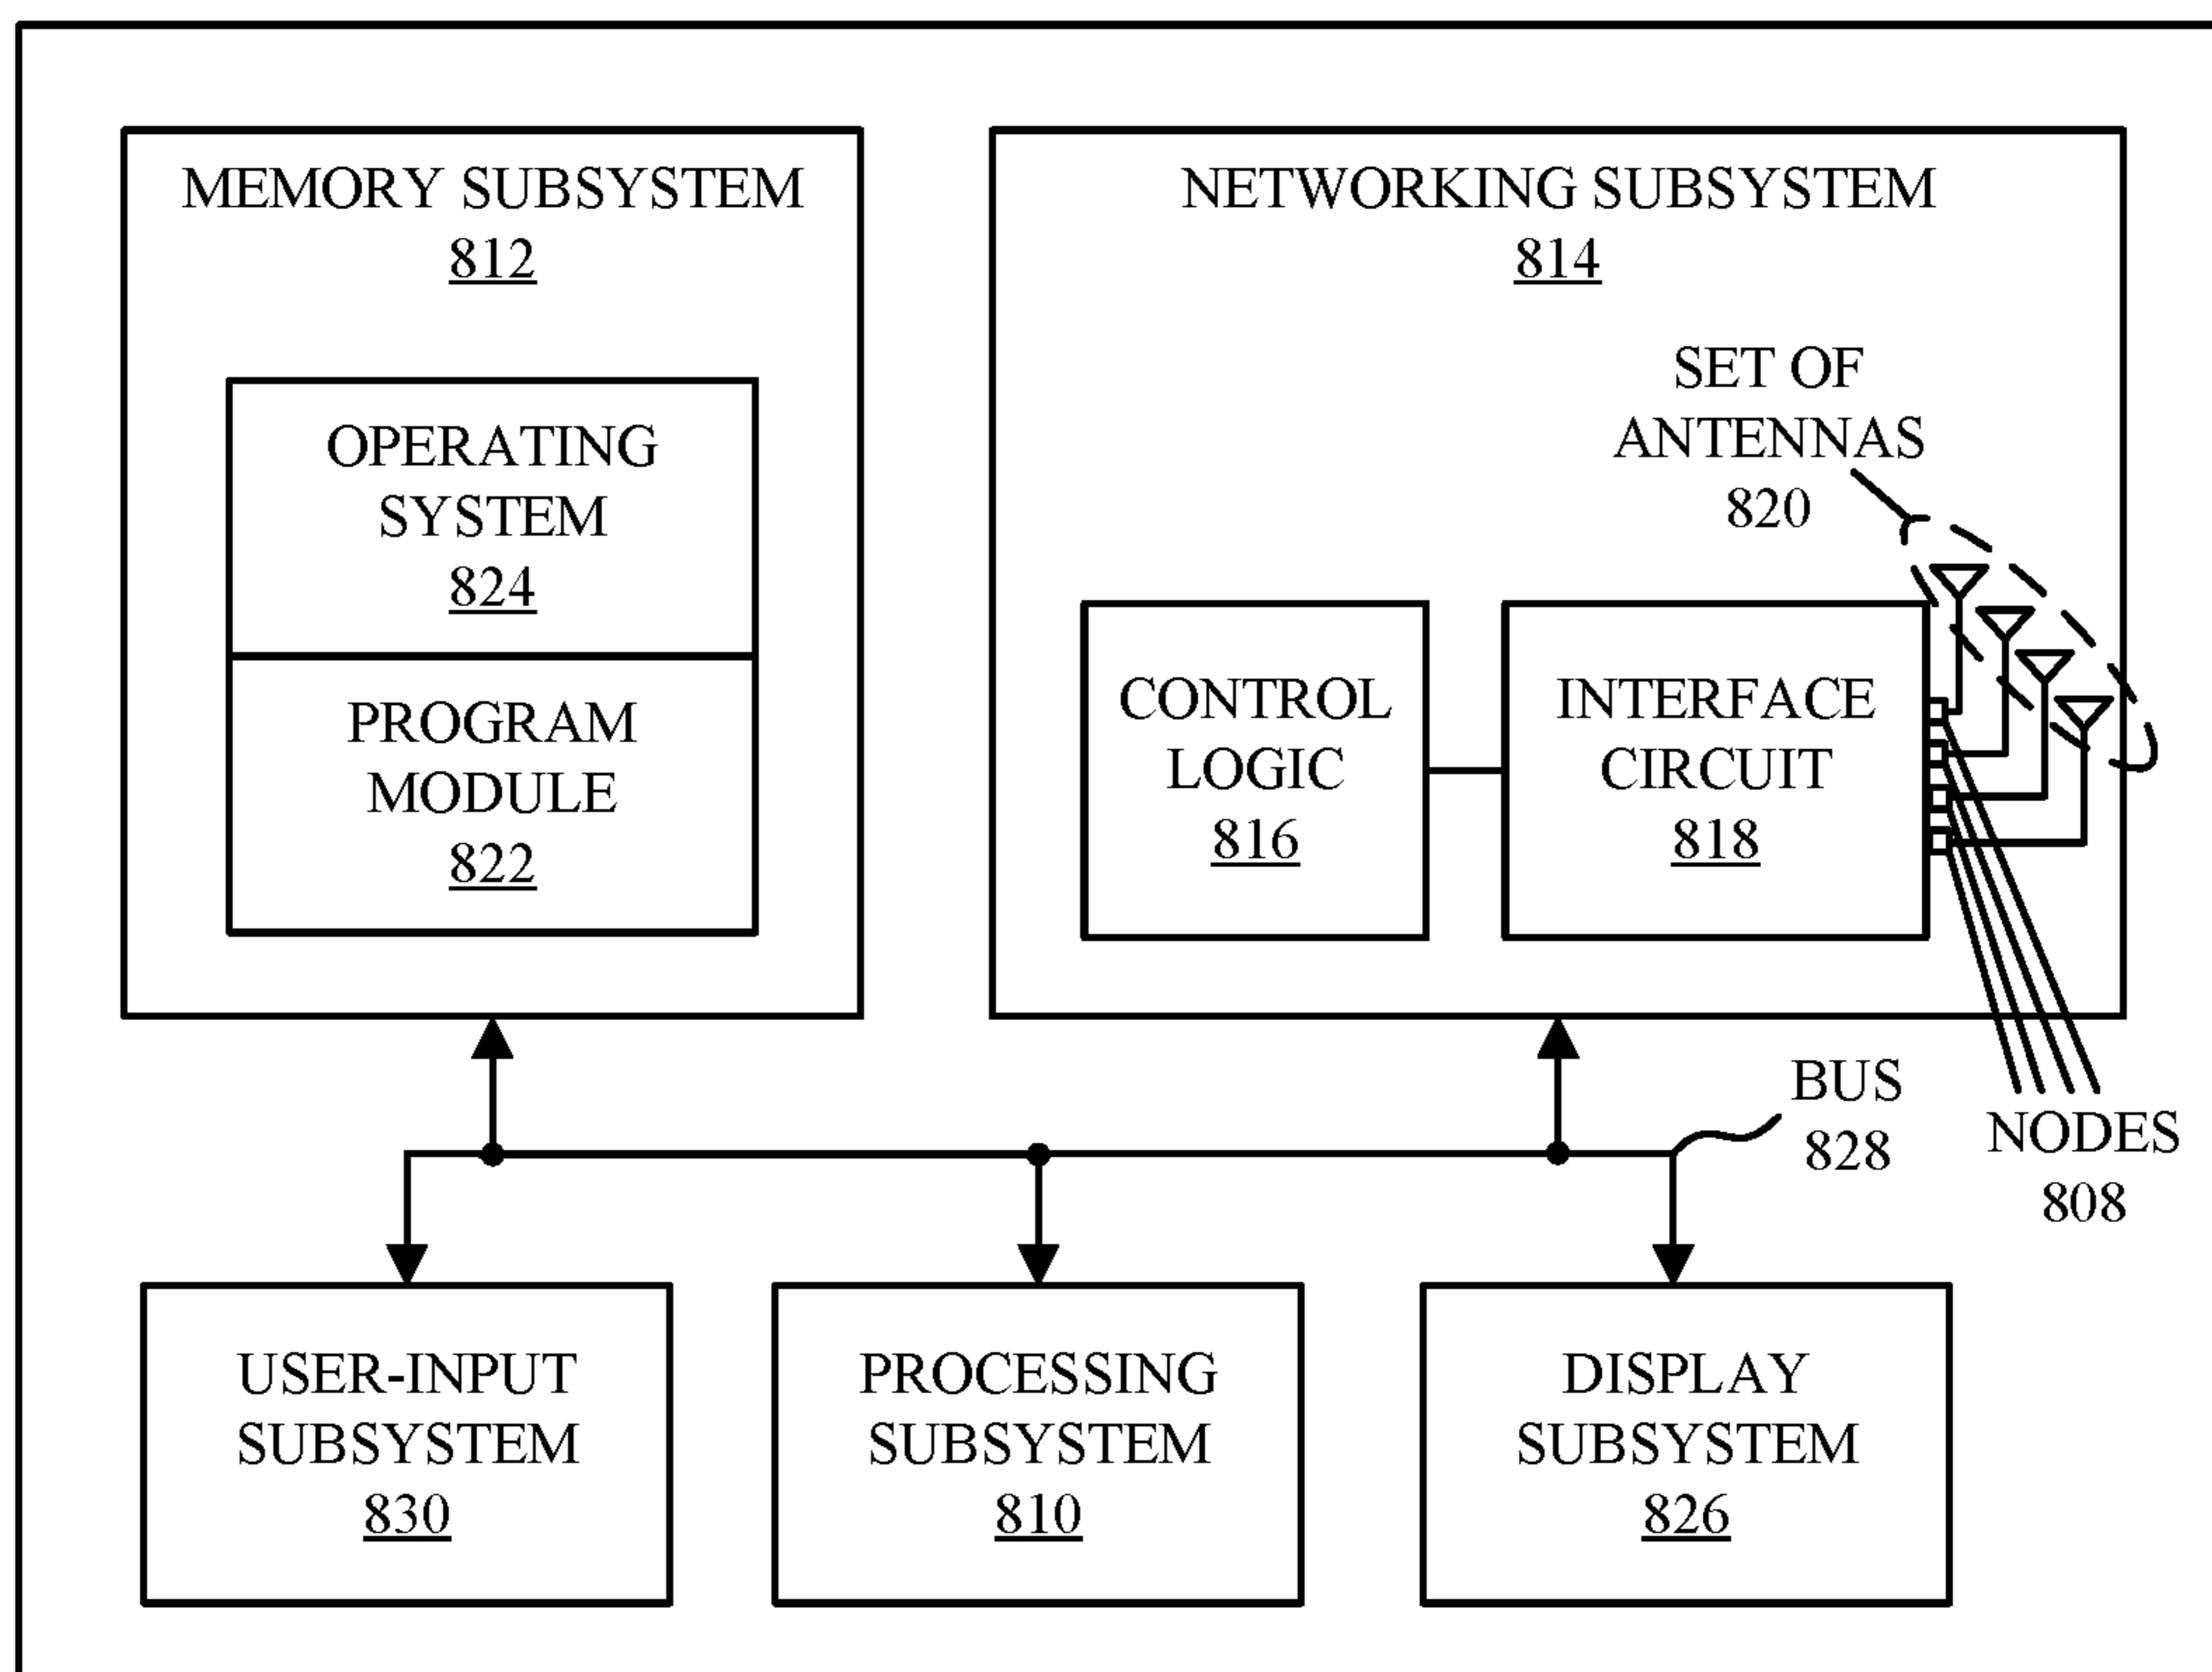 MEMORY SUBSYSTEM
812
OPERATING
SYSTEM
824
PROGRAM
MODULE
822
NETWORKING SUBSYSTEM
814
SET OF
ANTENNAS
820
CONTROL
LOGIC
816
INTERFACE
CIRCUIT
818
BUS
828
NODES
808
USER-INPUT
SUBSYSTEM
830
PROCESSING
SUBSYSTEM
810
DISPLAY
SUBSYSTEM
826